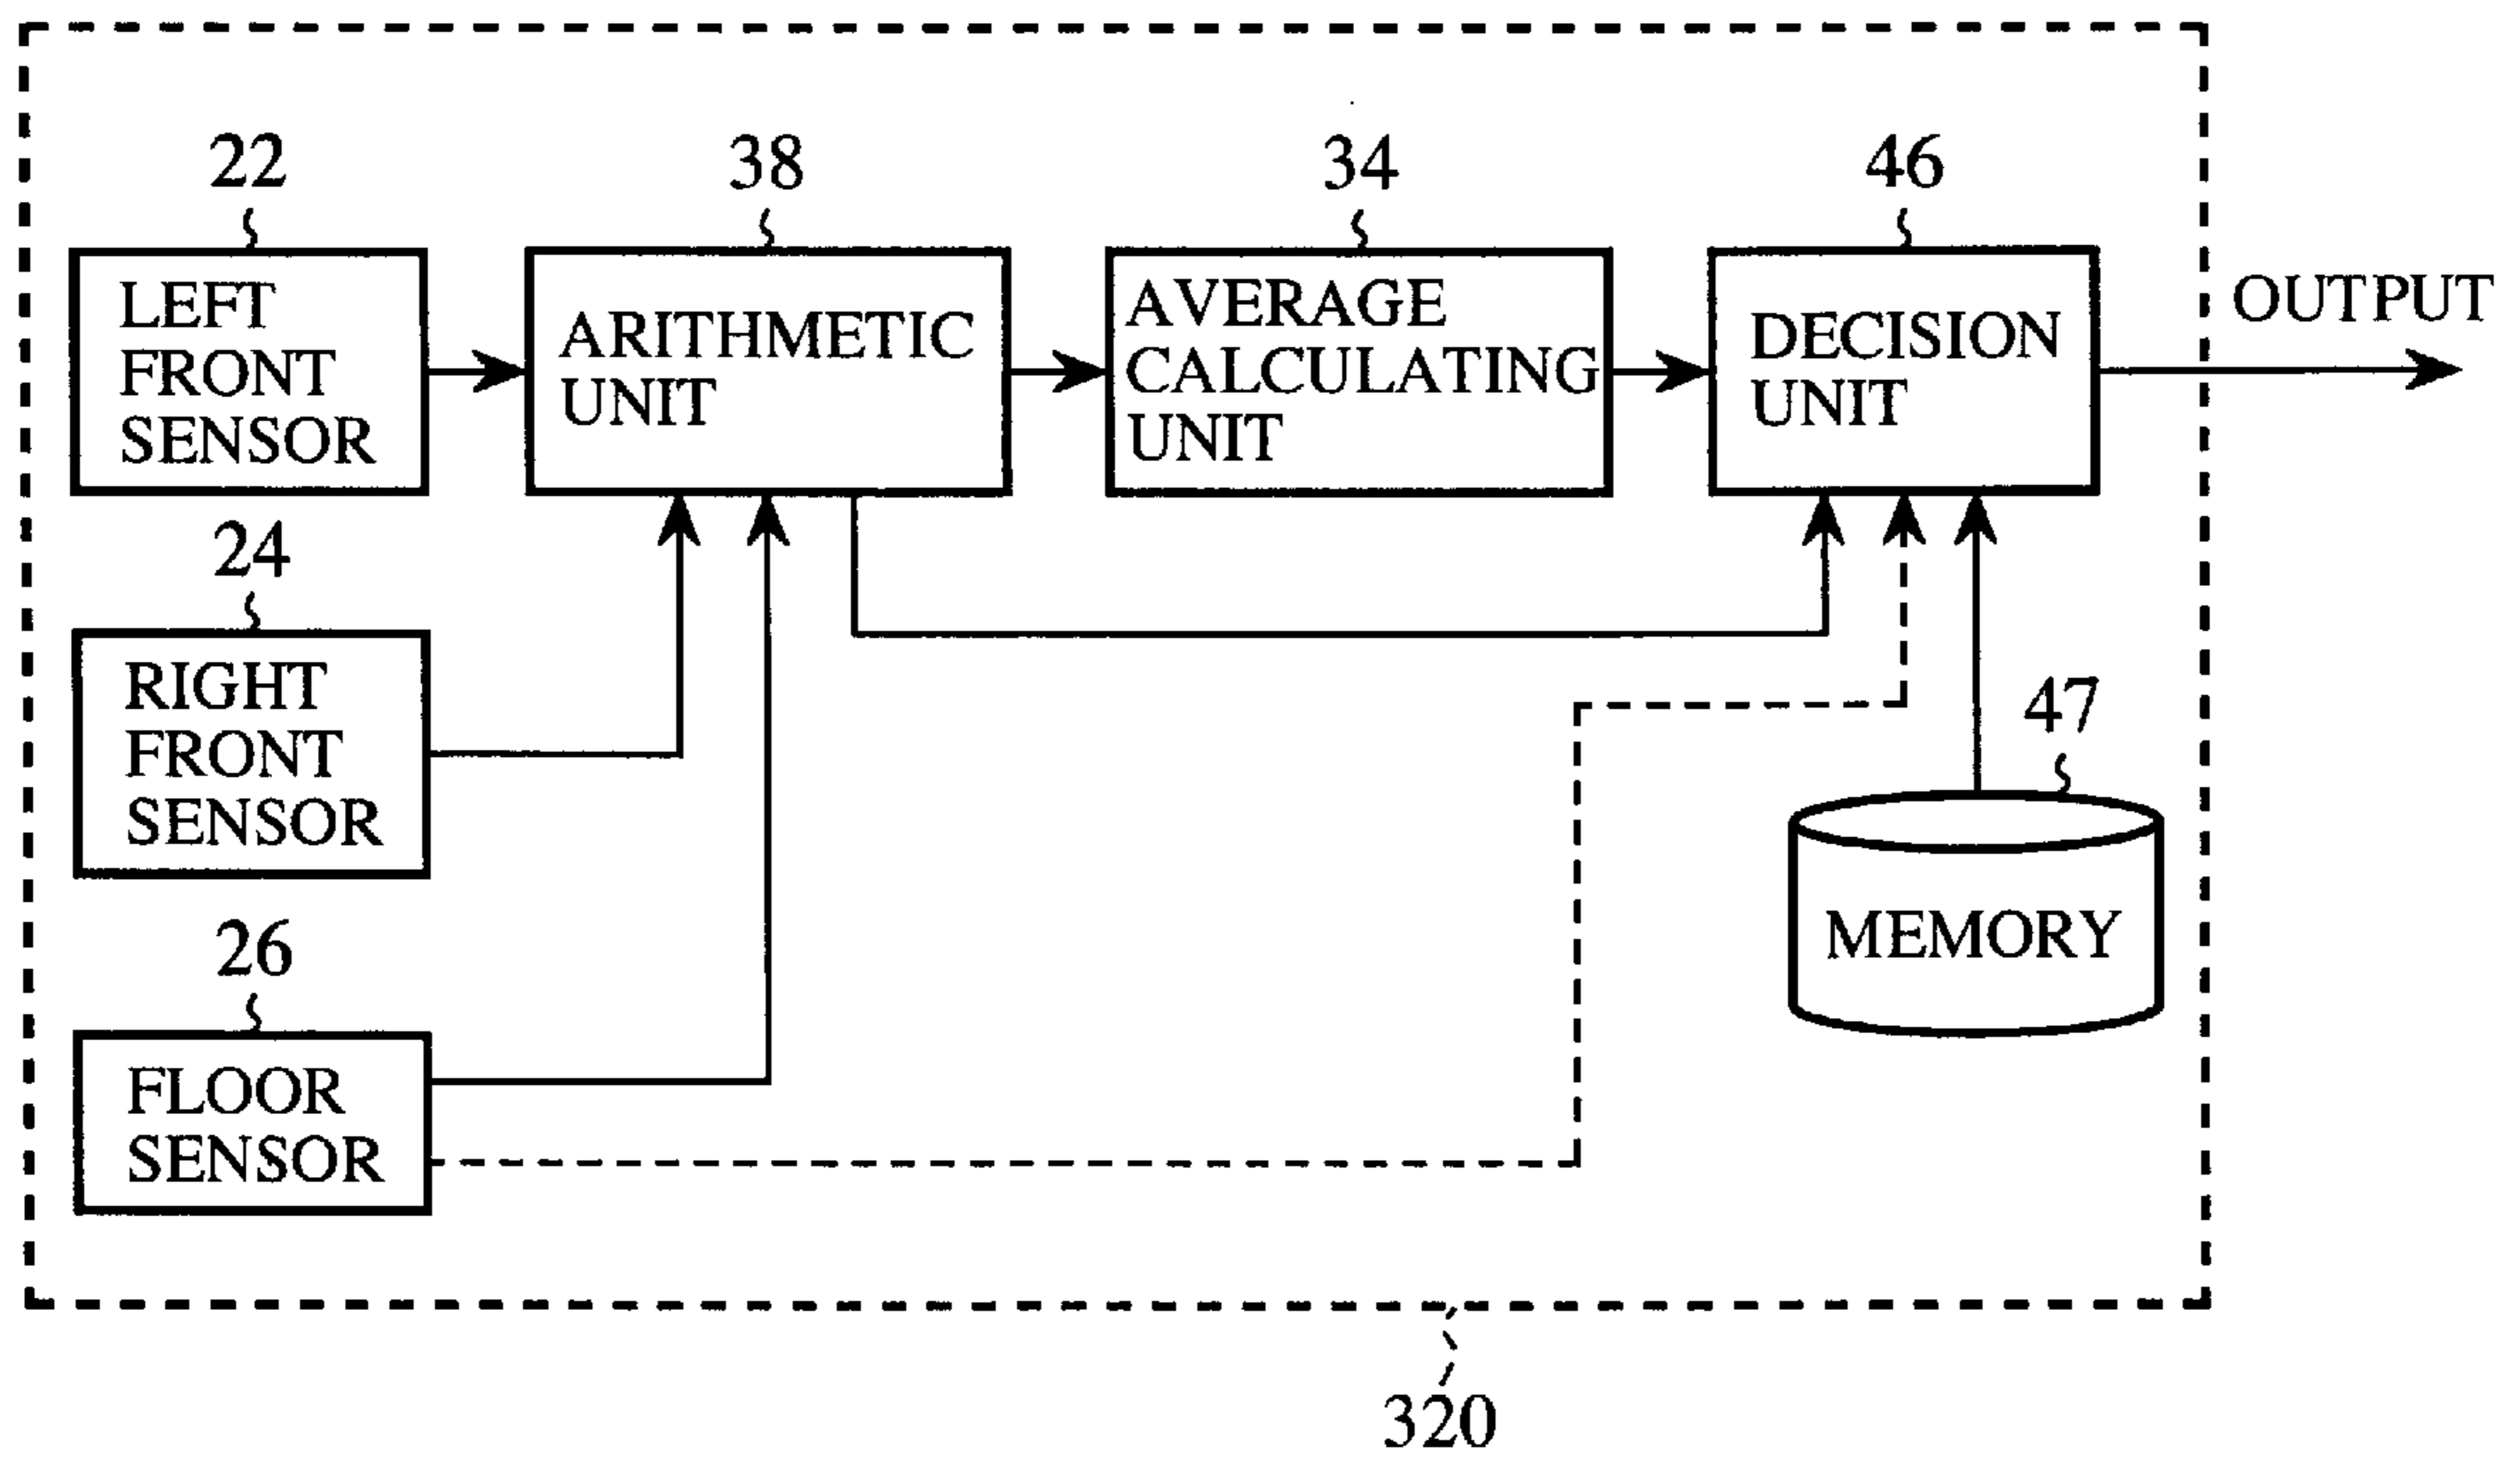 22
38
34
46
LEFT
FRONT
SENSOR
ARITHMETIC
UNIT
AVERAGE
CALCULATING
UNIT
DECISION
UNIT
OUTPUT
24
RIGHT
FRONT
SENSOR
47
MEMORY
26
FLOOR
SENSOR
320